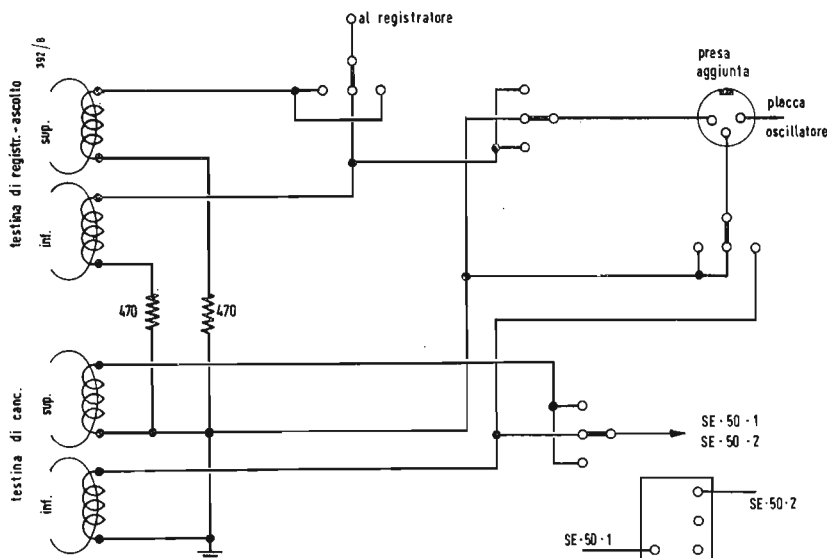 al registratore
392/B
testina di registr.-ascolto
sup.
inf.
presa
aggiunta
placca
oscillatore
470
470
testina di canc.
sup.
inf.
SE-50-1
SE-50-2
SE-50-2
SE-50-1